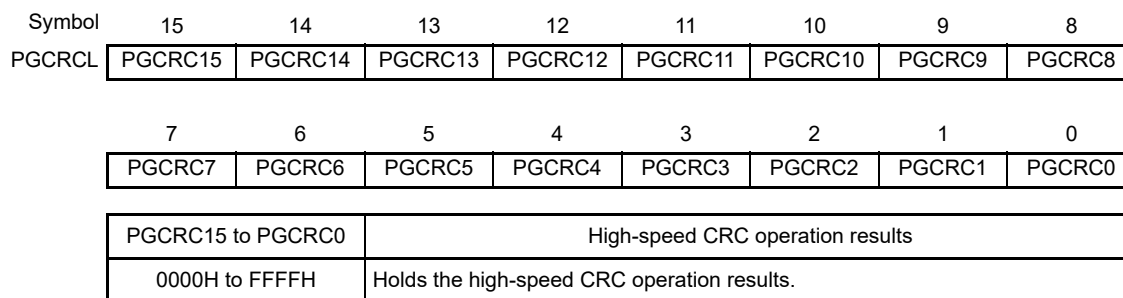 Symbol 15 14 13 12 11 10 9 8
PGCRCL PGCRC15 PGCRC14 PGCRC13 PGCRC12 PGCRC11 PGCRC10 PGCRC9 PGCRC8
7 6 5 4 3 2 1 0
PGCRC7 PGCRC6 PGCRC5 PGCRC4 PGCRC3 PGCRC2 PGCRC1 PGCRC0
PGCRC15 to PGCRC0 High-speed CRC operation results
0000H to FFFFH Holds the high-speed CRC operation results.